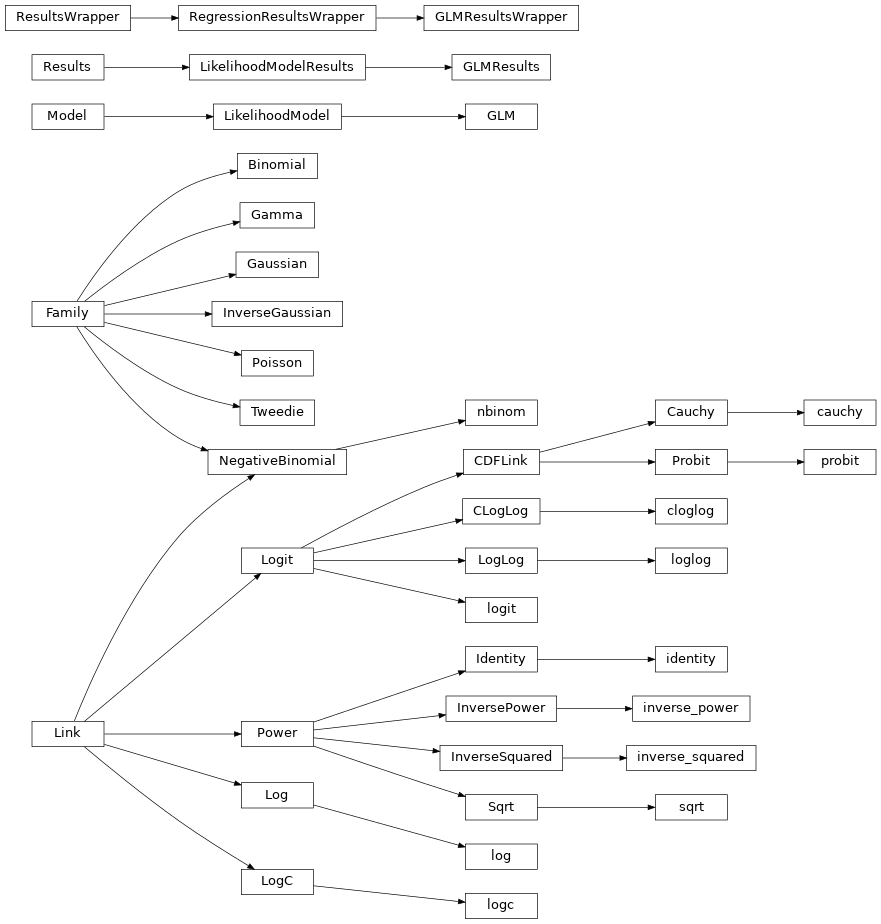 ResultsWrapper RegressionResultsWrapper GLMResultsWrapper
Results LikelihoodModelResults GLMResults
Model LikelihoodModel GLM
Binomial
Gamma
Gaussian
Family InverseGaussian
Poisson
Tweedie nbinom Cauchy cauchy
NegativeBinomial CDFLink Probit probit
CLogLog cloglog
Logit LogLog loglog
logit
Identity identity
InversePower inverse_power
Link Power
InverseSquared inverse_squared
Log Sqrt sqrt
log
LogC
logc